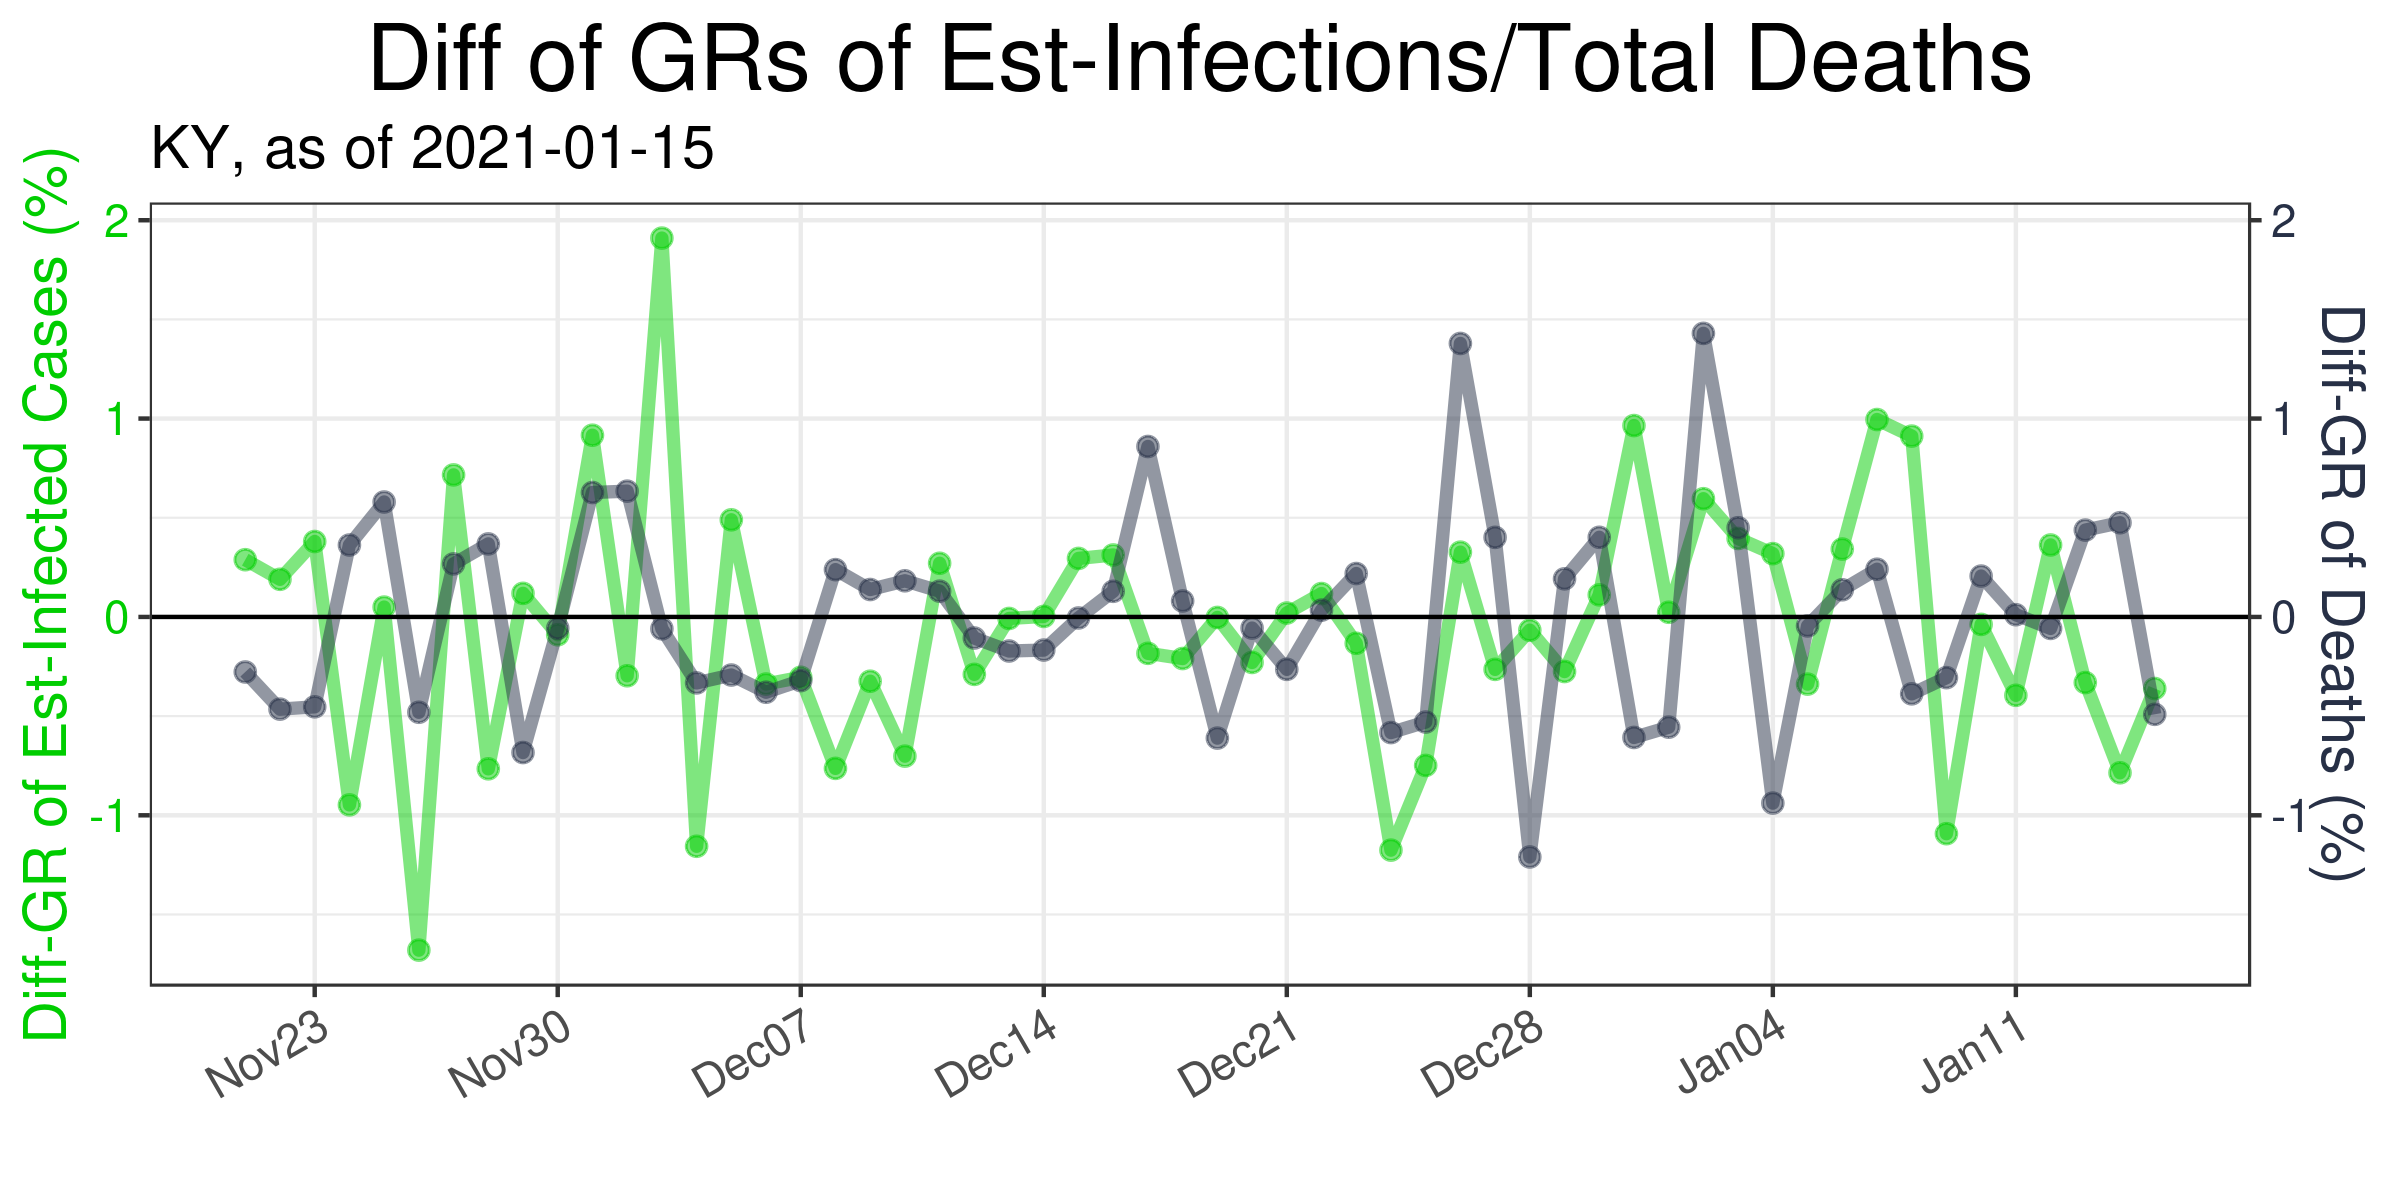 Diff of GRs of Est-Infections/Total Deaths
KY, as of 2021-01-15
Diff-GR of Est-Infected Cases (%)
2
1
0
-1
2
1
0
-1
Diff-GR of Deaths (%)
Nov23
Nov30
Dec07
Dec14
Dec21
Dec28
Jan04
Jan11